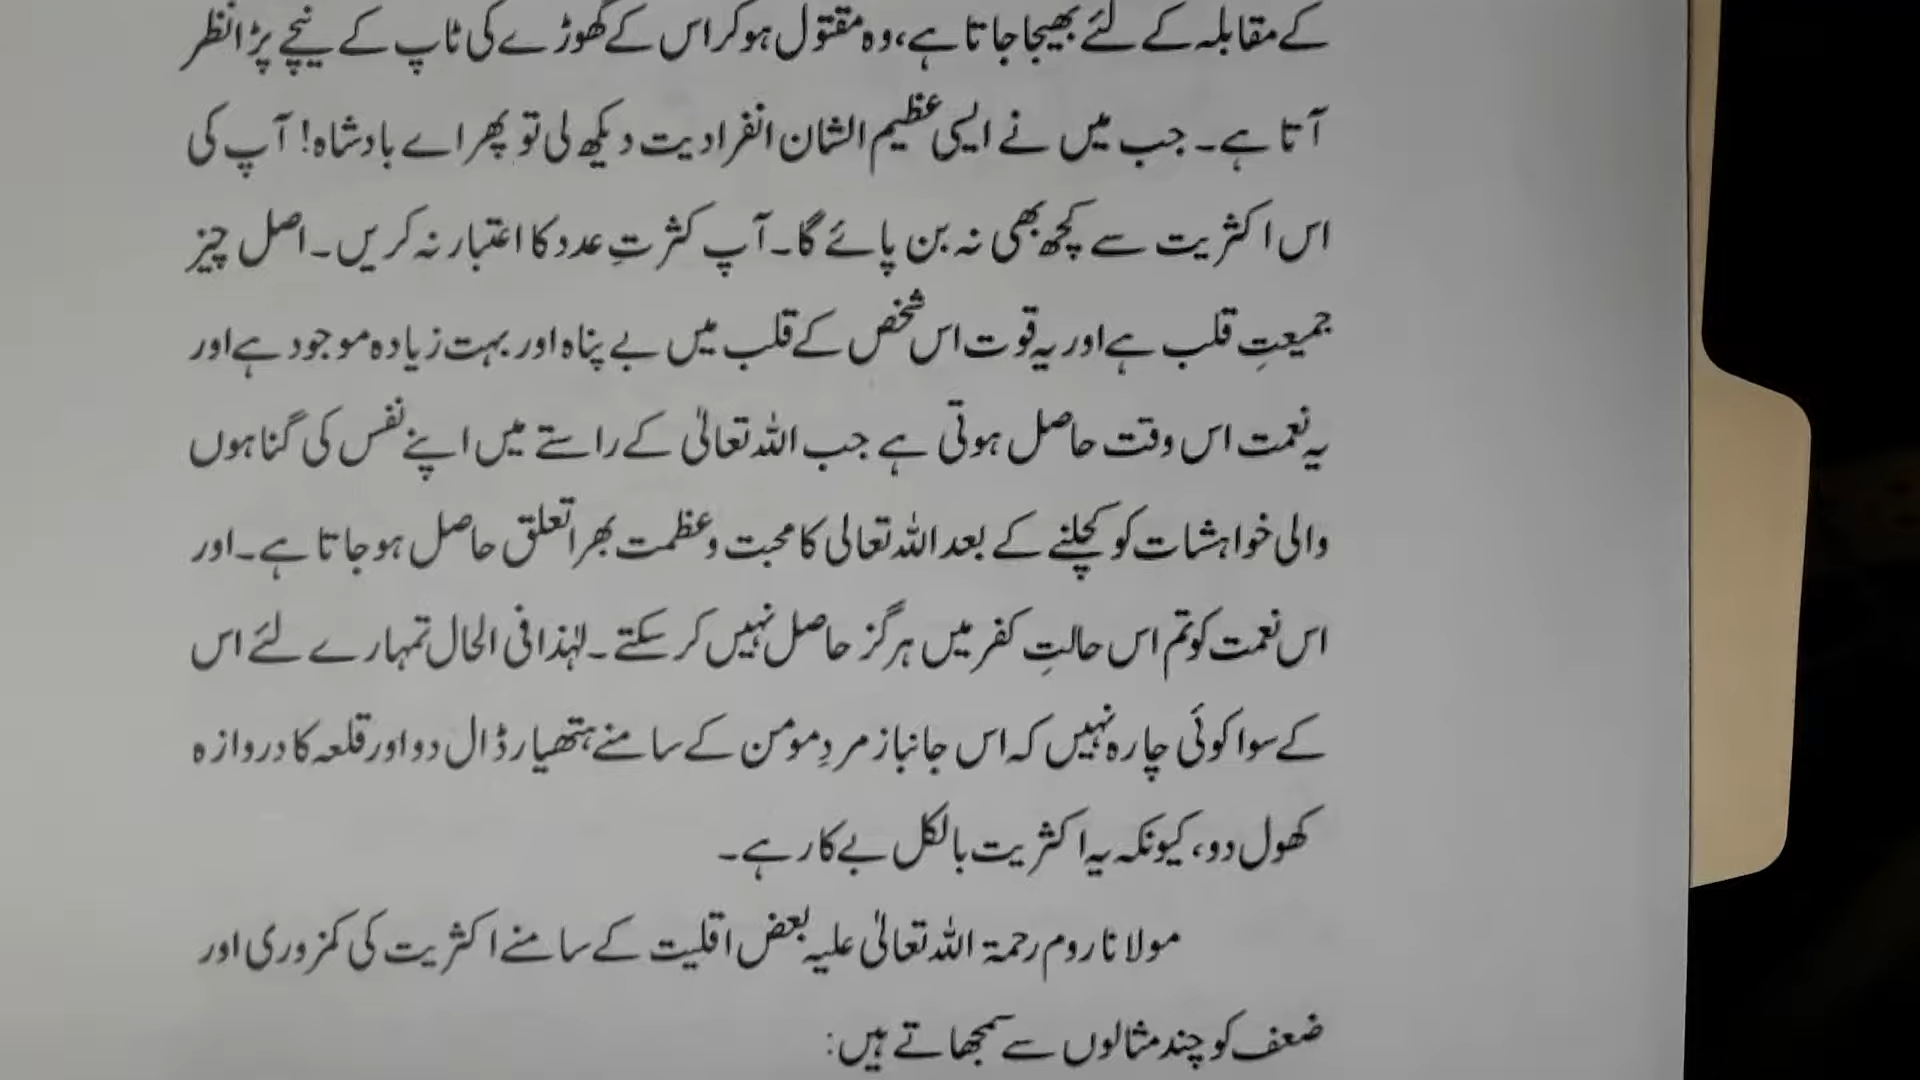 کے مقابلہ کے لئے بھیجا جاتا ہے، وہ مقتول ہو کر اس کے گھوڑے کی ٹاپ کے نیچے پڑا نظر
آتا ہے۔ جب میں نے ایسی عظیم الشان انفرادیت دیکھ لی تو پھر اے بادشاہ! آپ کی
اس اکثریت سے کچھ بھی نہ بن پائے گا۔ آپ کثرتِ عدد کا اعتبار نہ کریں۔ اصل چیز
جمیعتِ قلب ہے اور یہ قوت اس شخص کے قلب میں بے پناہ اور بہت زیادہ موجود ہے اور
یہ نعمت اس وقت حاصل ہوتی ہے جب اللہ تعالیٰ کے راستے میں اپنے نفس کی گناہوں
والی خواہشات کو کچلنے کے بعد اللہ تعالی کا محبت و عظمت بھرا تعلق حاصل ہو جاتا ہے۔ اور
اس نعمت کو تم اس حالتِ کفر میں ہرگز حاصل نہیں کر سکتے۔ لہٰذا فی الحال تمہارے لئے اس
کے سوا کوئی چارہ نہیں کہ اس جانباز مردِ مومن کے سامنے ہتھیار ڈال دو اور قلعہ کا دروازہ
کھول دو، کیونکہ یہ اکثریت بالکل بے کار ہے۔
مولانا روم رحمۃ اللہ تعالیٰ علیہ بعض اقلیت کے سامنے اکثریت کی کمزوری اور
ضعف کو چند مثالوں سے سمجھاتے ہیں: